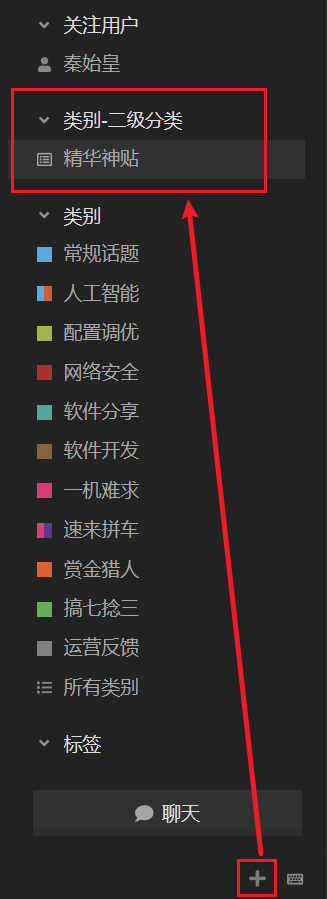 关注用户
秦始皇
类别-二级分类
精华神贴
类别
常规话题
人工智能
配置调优
网络安全
软件分享
软件开发
一机难求
速来拼车
赏金猎人
搞七捻三
运营反馈
所有类别
标签
聊天